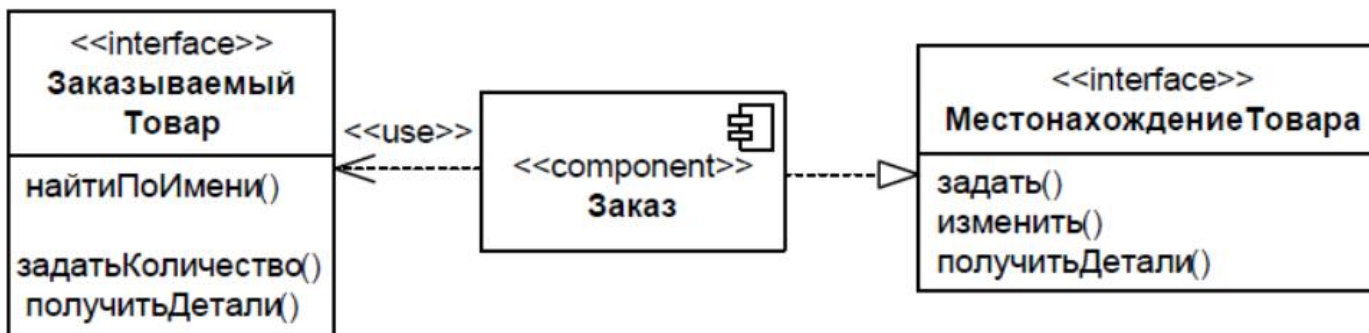 <<interface>>
Заказываемый
Товар
найтиПоИмени()
задатьКоличество()
получитьДетали()
<<use>>
<<component>>
Заказ
<<interface>>
МестонахождениеТовара
задать()
изменить()
получитьДетали()